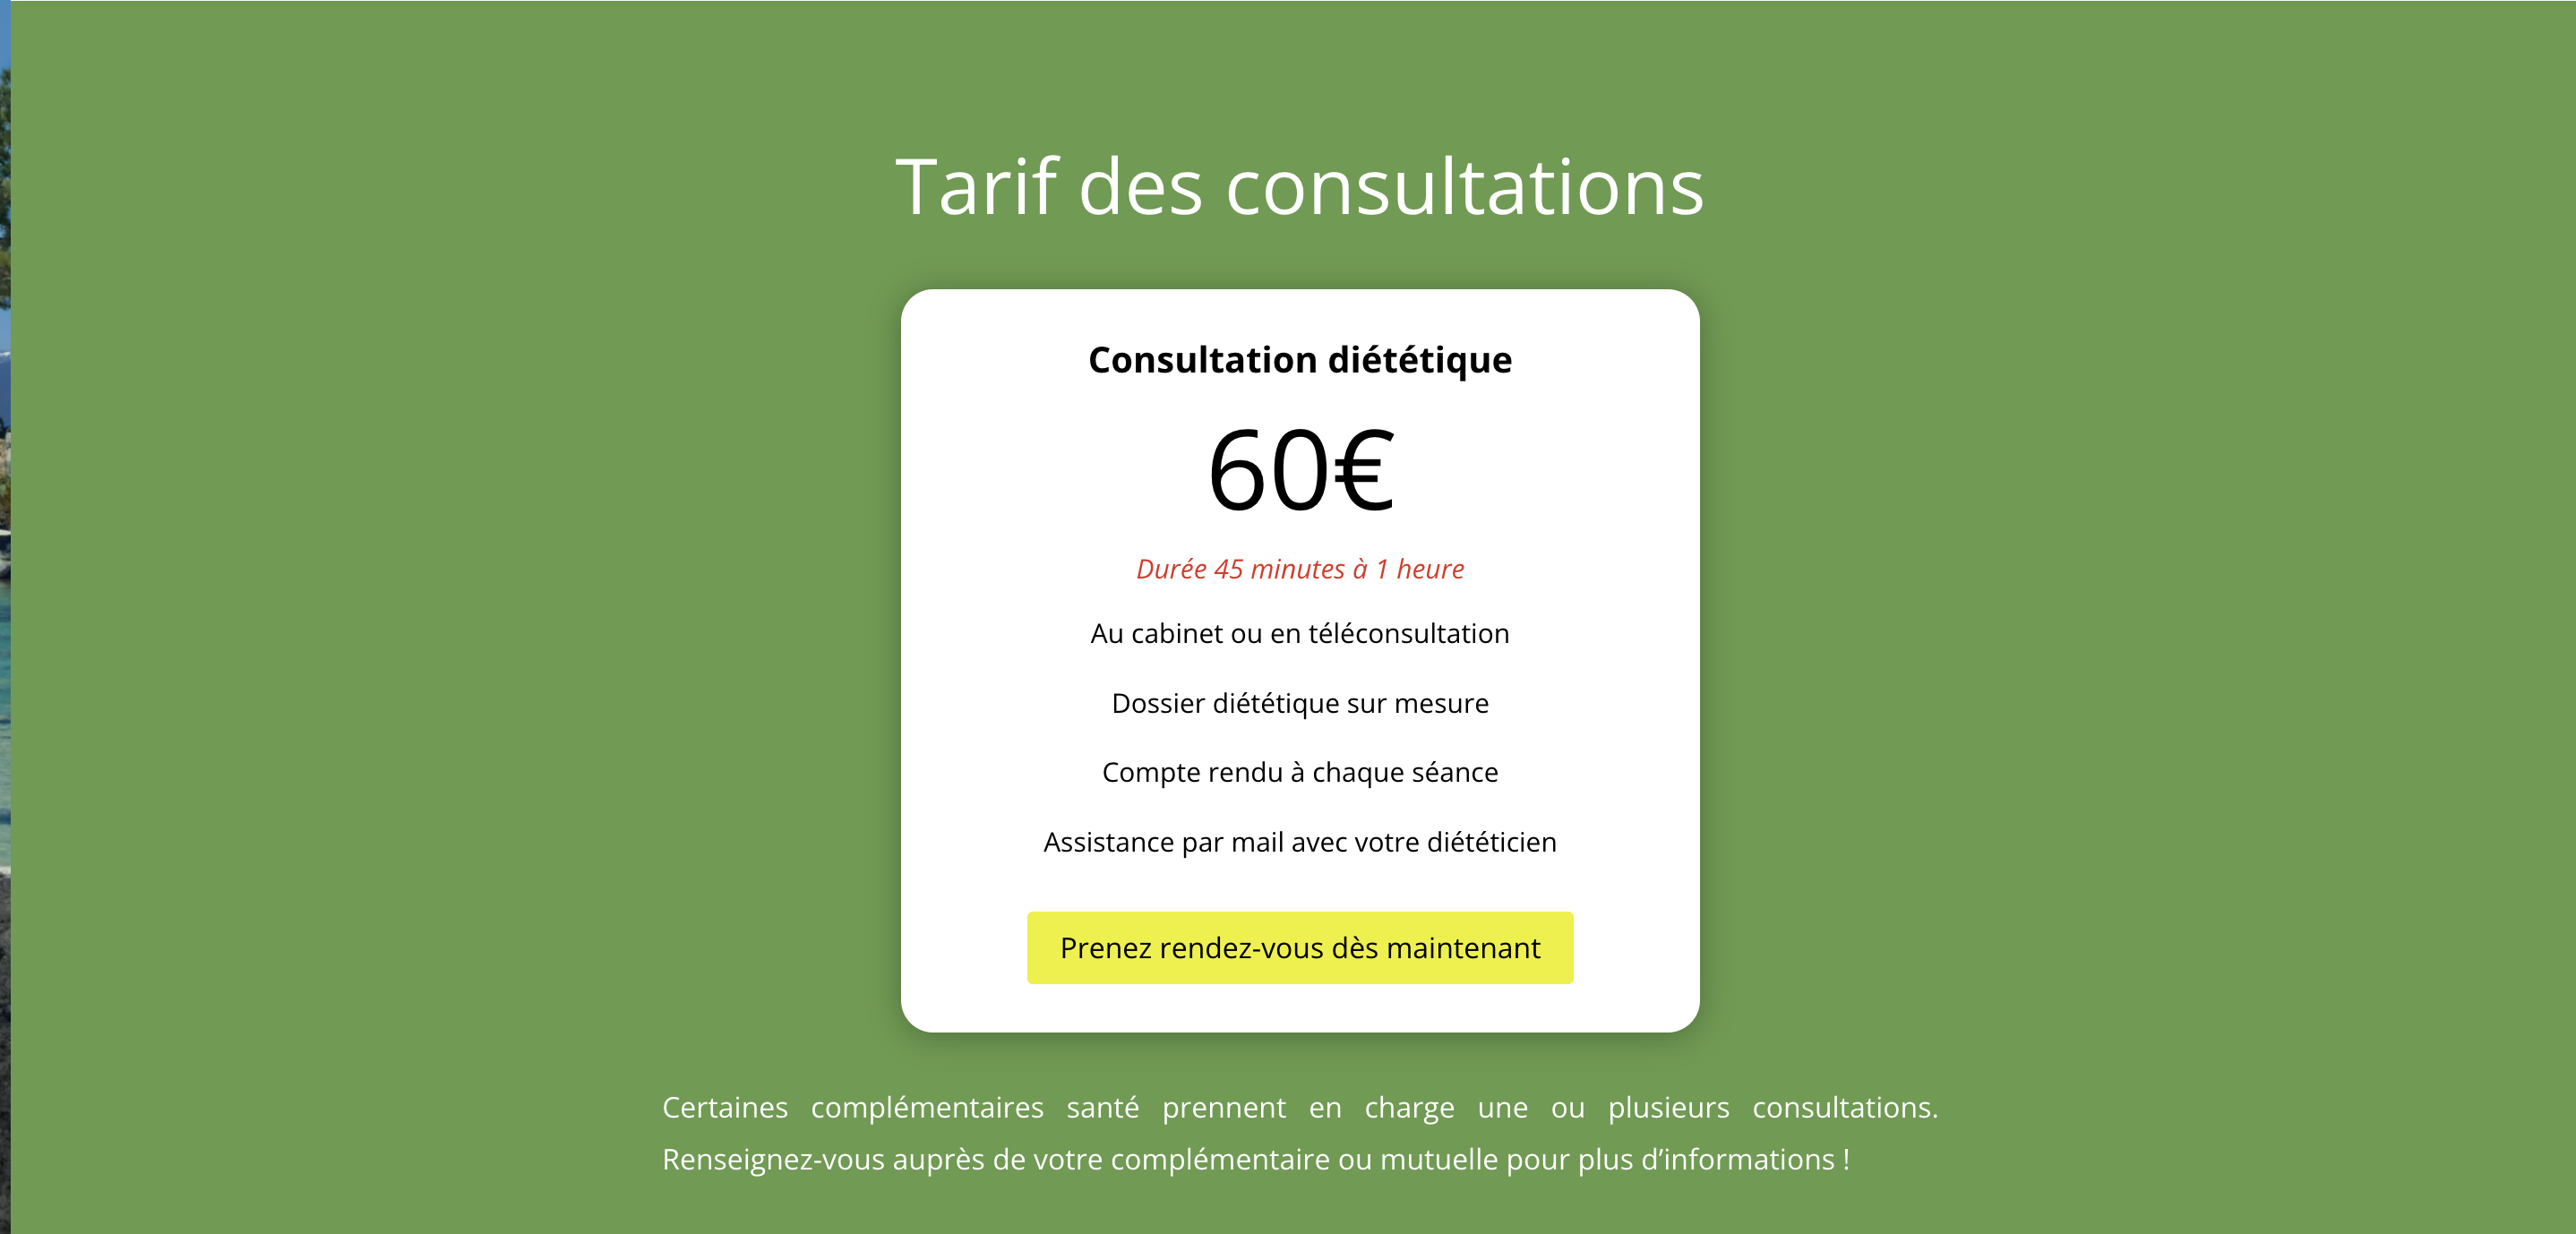 Tarif des consultations
Consultation diététique
60€
Durée 45 minutes à 1 heure
Au cabinet ou en téléconsultation
Dossier diététique sur mesure
Compte rendu à chaque séance
Assistance par mail avec votre diététicien
Prenez rendez-vous dès maintenant
Certaines complémentaires santé prennent en charge une ou plusieurs consultations.
Renseignez-vous auprès de votre complémentaire ou mutuelle pour plus d’informations !